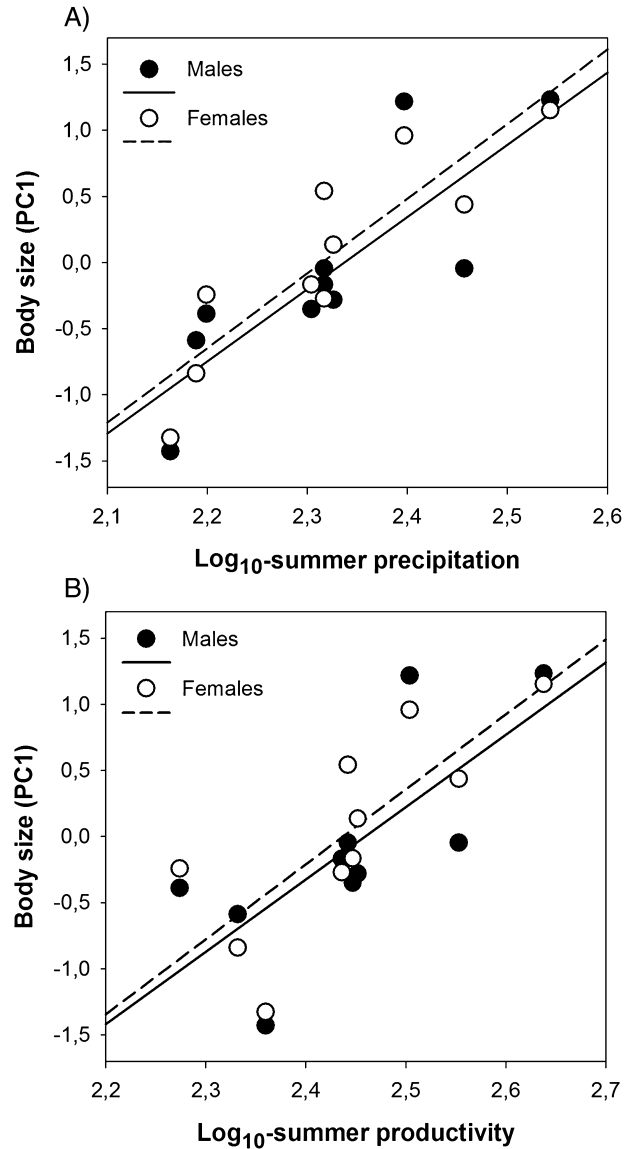 A)
1,5
1,0
0,5
0,0
-0,5
-1,0
-1,5
Body size (PC1)
Males
Females
2,1 2,2 2,3 2,4 2,5 2,6
Log10-summer precipitation
B)
1,5
1,0
0,5
0,0
-0,5
-1,0
-1,5
Body size (PC1)
Males
Females
2,2 2,3 2,4 2,5 2,6 2,7
Log10-summer productivity